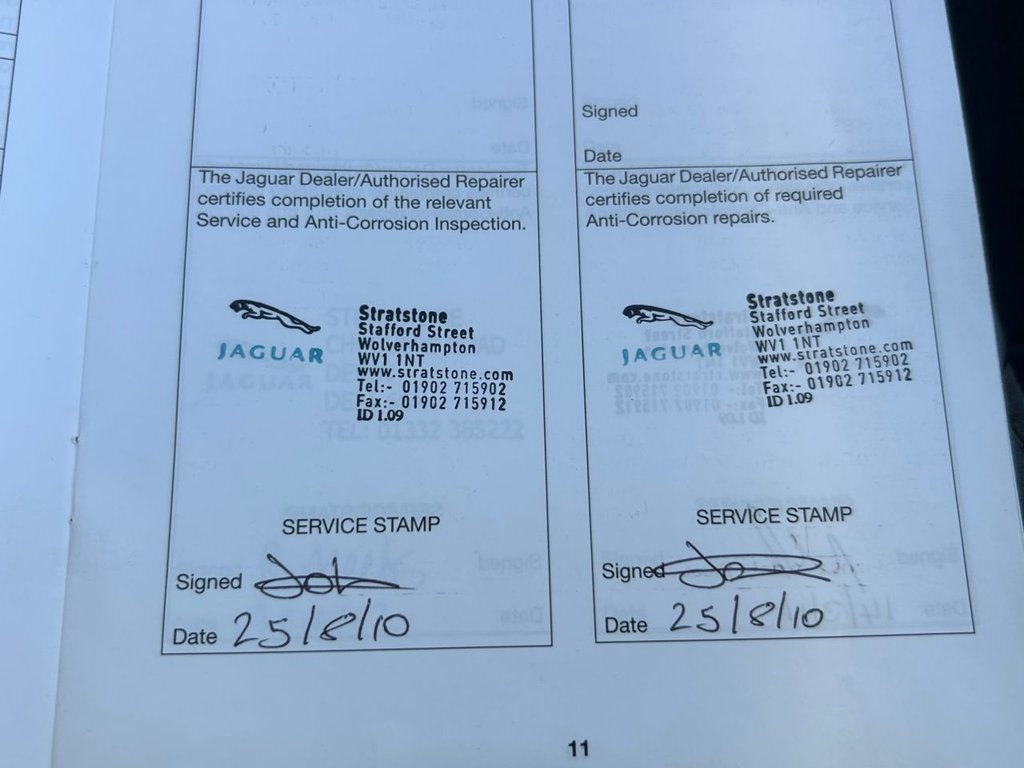 Signed
Date
The Jaguar Dealer/Authorised Repairer
certifies completion of the relevant
Service and Anti-Corrosion Inspection.
JAGUAR
Stratstone
Stafford Street
Wolverhampton
WV1 1NT
www.stratstone.com
Tel:- 01902 715902
Fax:- 01902 715912
ID 1.09
TEL: 01332 385222
SERVICE STAMP
Signed
Date 25/8/10
The Jaguar Dealer/Authorised Repairer
certifies completion of required
Anti-Corrosion repairs.
JAGUAR
Stratstone
Stafford Street
Wolverhampton
WV1 1NT
www.stratstone.com
Tel:- 01902 715902
Fax:- 01902 715912
ID 1.09
SERVICE STAMP
Signed
Date 25/8/10
11